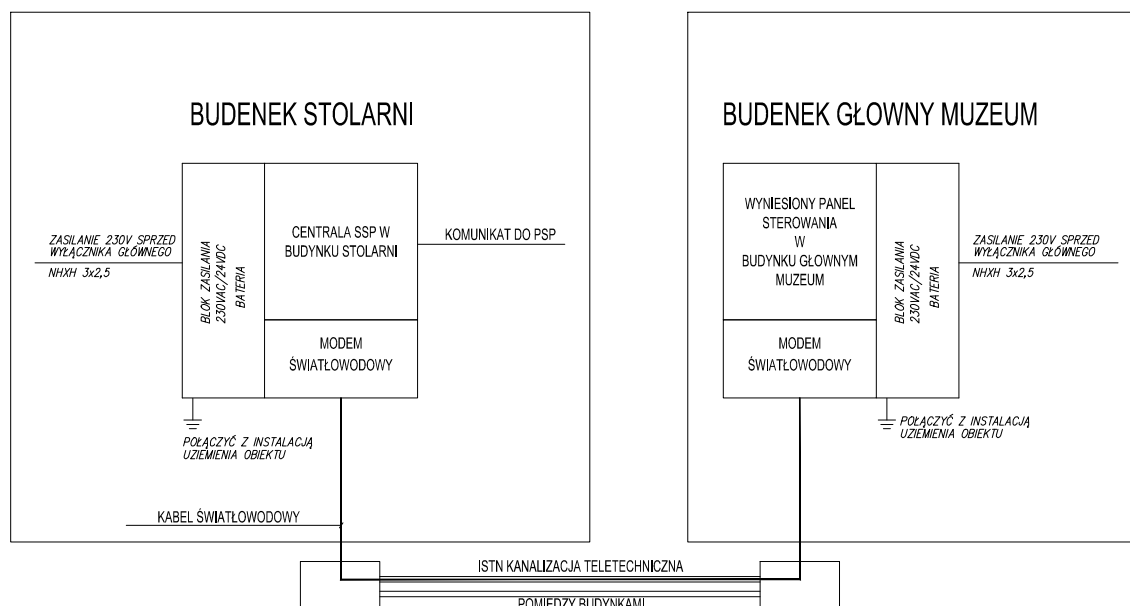 BUDENEK STOLARNI
ZASILANIE 230V SPRZED
WYŁĄCZNIKA GŁÓWNEGO
NHXH 3x2,5
BLOK ZASILANIA
230VAC/24VDC
BATERIA
CENTRALA SSP W
BUDYNKU STOLARNI
KOMUNIKAT DO PSP
MODEM
ŚWIATŁOWODOWY
POŁĄCZYĆ Z INSTALACJĄ
UZIEMIENIA OBIEKTU
KABEL ŚWIATŁOWODOWY
BUDENEK GŁOWNY MUZEUM
WYNIESIONY PANEL
STEROWANIA
W
BUDYNKU GŁOWNYM
MUZEUM
MODEM
ŚWIATŁOWODOWY
BLOK ZASILANIA
230VAC/24VDC
BATERIA
ZASILANIE 230V SPRZED
WYŁĄCZNIKA GŁÓWNEGO
NHXH 3x2,5
POŁĄCZYĆ Z INSTALACJĄ
UZIEMIENIA OBIEKTU
ISTN KANALIZACJA TELETECHNICZNA
POMIĘDZY BUDYNKAMI